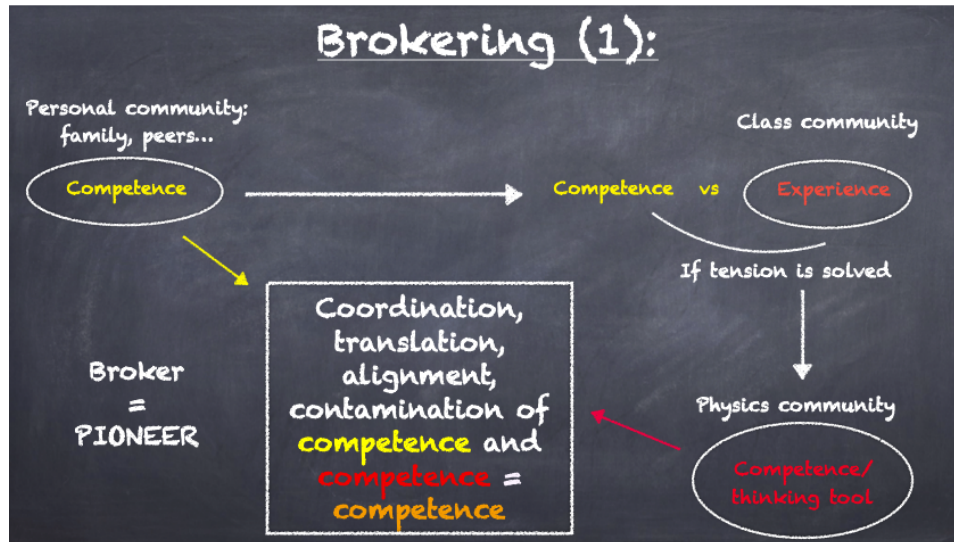 Brokering (1):
Personal community:
family, peers...
Class community
Competence
Competence vs Experience
If tension is solved
Coordination,
translation,
alignment,
contamination of
competence and
competence =
competence
Broker
=
PIONEER
Physics community
Competence/
thinking tool